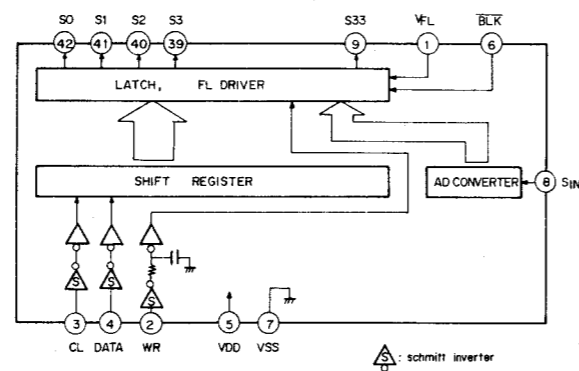 S0 S1 S2 S3 S33 VFL BLK
42 41 40 39 9 1 6
LATCH, FL DRIVER
SHIFT REGISTER
AD CONVERTER
8 SIN
S S S
3 4 2 5 7
CL DATA WR VDD VSS
S : schmitt inverter